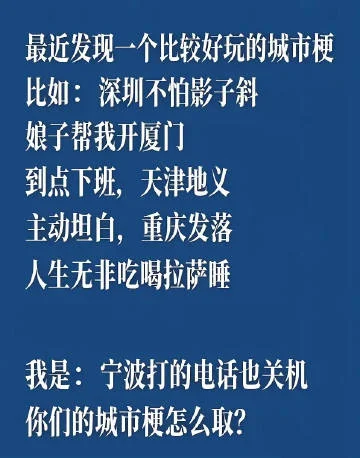 最近发现一个比较好玩的城市梗
比如：深圳不怕影子斜
娘子帮我开厦门
到点下班，天津地义
主动坦白，重庆发落
人生无非吃喝拉萨睡
我是：宁波打的电话也关机
你们的城市梗怎么取？